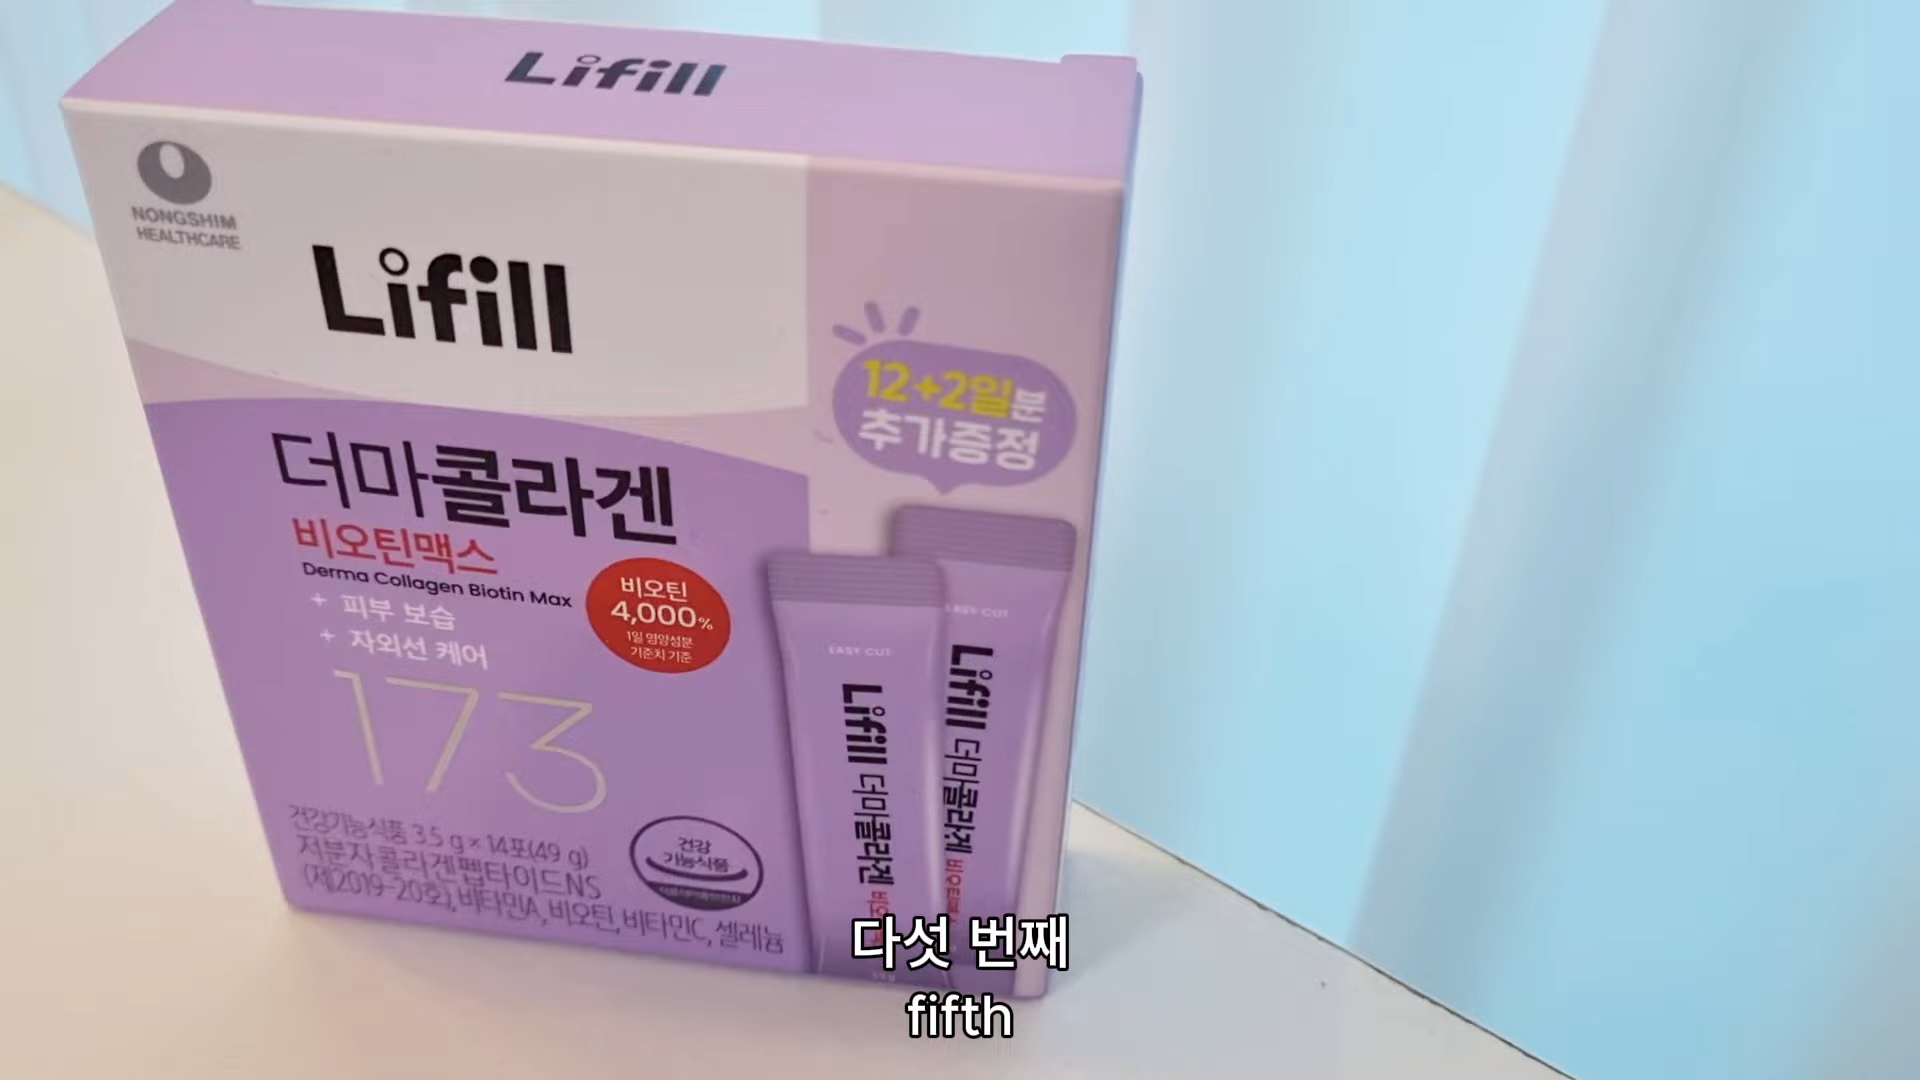 Lifill
NONGSHIM
HEALTHCARE
Lifill
12+2일분
추가증정
더마콜라겐
비오틴맥스
Derma Collagen Biotin Max
+ 피부 보습
+ 자외선 케어
비오틴
4,000%
1일 영양성분
기준치 기준
173
건강기능식품 3.5 g × 14포(49 g)
저분자콜라겐펩타이드NS
(제2019-20호), 비타민A, 비오틴, 비타민C, 셀레늄
건강
기능식품
EASY CUT
Lifill 더마콜라겐
EASY CUT
Lifill 더마콜라겐 비오틴맥스
다섯 번째
fifth